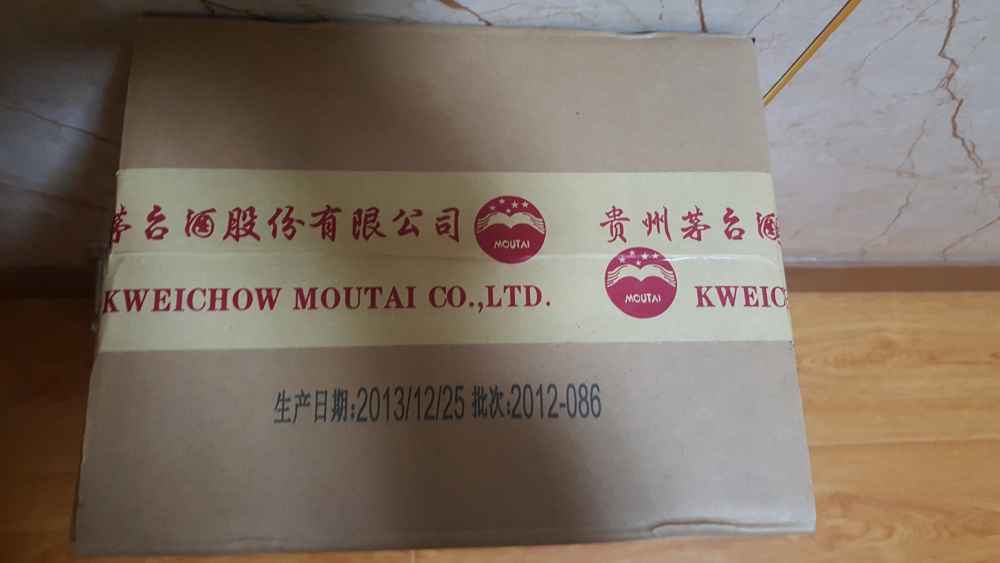 茅台酒股份有限公司 MOUTAI 贵州茅台酒
KWEICHOW MOUTAI CO.,LTD. MOUTAI KWEIC
生产日期:2013/12/25 批次:2012-086